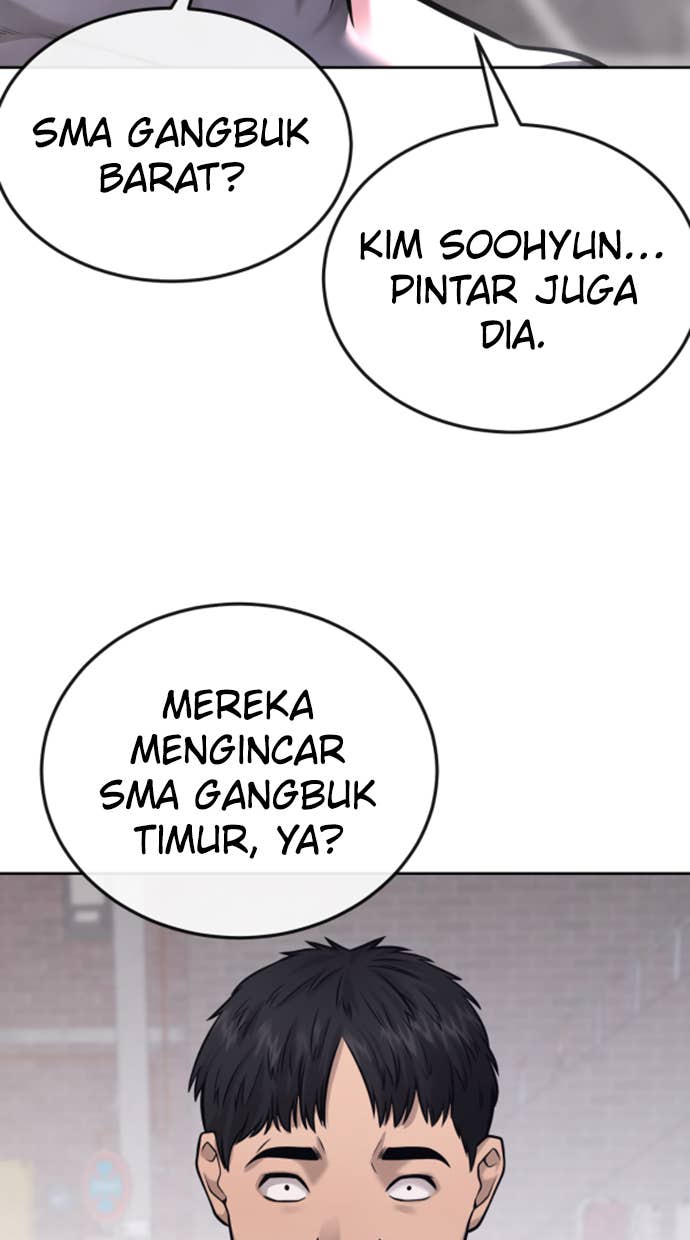 SMA GANGBUK
BARAT?
KIM SOOHYUN...
PINTAR JUGA
DIA.
MEREKA
MENGINCAR
SMA GANGBUK
TIMUR, YA?